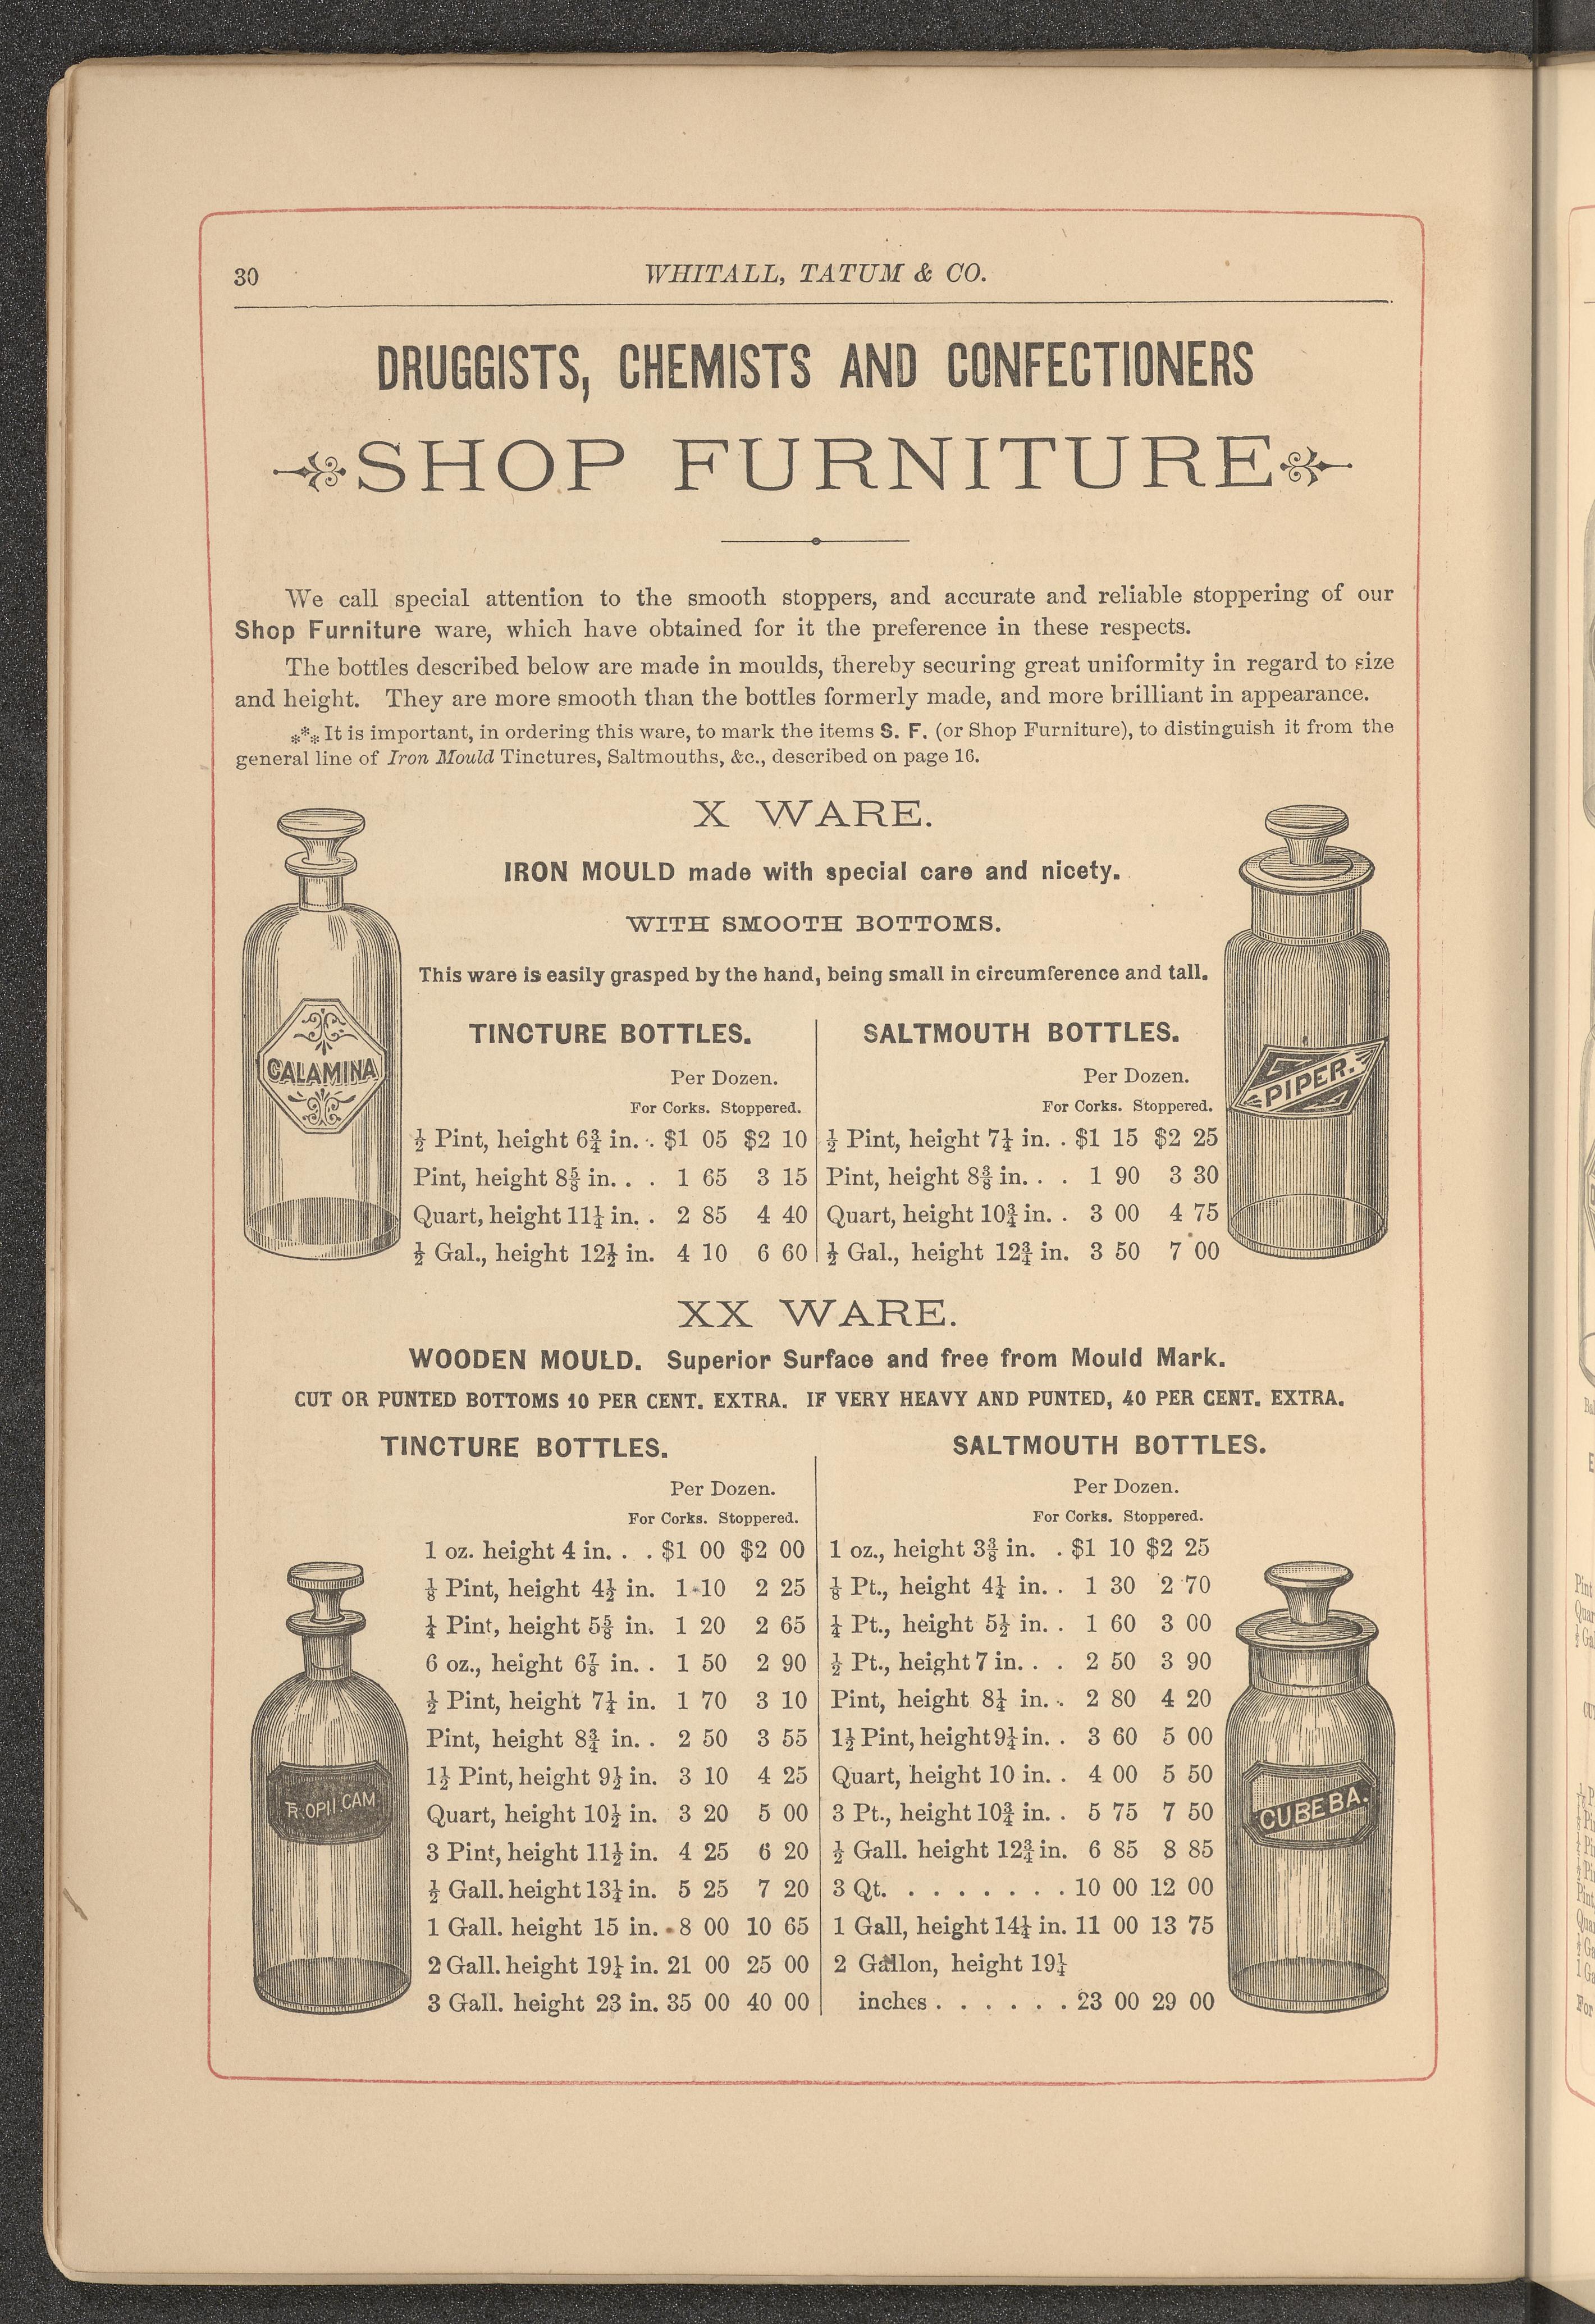 30
WHITALL, TATUM & CO.
DRUGGISTS, CHEMISTS AND CONFECTIONERS
SHOP FURNITURE
We call special attention to the smooth stoppers, and accurate and reliable stoppering of our
Shop Furniture ware, which have obtained for it the preference in these respects.
The bottles described below are made in moulds, thereby securing great uniformity in regard to size
and height. They are more smooth than the bottles formerly made, and more brilliant in appearance.
*** It is important, in ordering this ware, to mark the items S. F. (or Shop Furniture), to distinguish it from the
general line of Iron Mould Tinctures, Saltmouths, &c., described on page 16.
X WARE.
IRON MOULD made with special care and nicety.
WITH SMOOTH BOTTOMS.
This ware is easily grasped by the hand, being small in circumference and tall.
CALAMINA
PIPER.
TINCTURE BOTTLES.
Per Dozen.
For Corks. Stoppered.
½ Pint, height 6¾ in. . $1 05 $2 10
Pint, height 8⅝ in. . . 1 65 3 15
Quart, height 11¼ in. . 2 85 4 40
½ Gal., height 12½ in. 4 10 6 60
SALTMOUTH BOTTLES.
Per Dozen.
For Corks. Stoppered.
½ Pint, height 7¼ in. . $1 15 $2 25
Pint, height 8⅜ in. . . 1 90 3 30
Quart, height 10¾ in. . 3 00 4 75
½ Gal., height 12¾ in. 3 50 7 00
XX WARE.
WOODEN MOULD. Superior Surface and free from Mould Mark.
CUT OR PUNTED BOTTOMS 10 PER CENT. EXTRA. IF VERY HEAVY AND PUNTED, 40 PER CENT. EXTRA.
TINCTURE BOTTLES.
Per Dozen.
For Corks. Stoppered.
1 oz. height 4 in. . . $1 00 $2 00
⅛ Pint, height 4½ in. 1 10 2 25
¼ Pint, height 5⅝ in. 1 20 2 65
6 oz., height 6⅞ in. . 1 50 2 90
½ Pint, height 7¼ in. 1 70 3 10
Pint, height 8¾ in. . 2 50 3 55
1½ Pint, height 9½ in. 3 10 4 25
Quart, height 10½ in. 3 20 5 00
3 Pint, height 11½ in. 4 25 6 20
½ Gall. height 13¼ in. 5 25 7 20
1 Gall. height 15 in. 8 00 10 65
2 Gall. height 19¼ in. 21 00 25 00
3 Gall. height 23 in. 35 00 40 00
SALTMOUTH BOTTLES.
Per Dozen.
For Corks. Stoppered.
1 oz., height 3⅜ in. . $1 10 $2 25
⅛ Pt., height 4¼ in. . 1 30 2 70
¼ Pt., height 5½ in. . 1 60 3 00
½ Pt., height 7 in. . . 2 50 3 90
Pint, height 8¼ in. . 2 80 4 20
1½ Pint, height 9¼ in. . 3 60 5 00
Quart, height 10 in. . 4 00 5 50
3 Pt., height 10¾ in. . 5 75 7 50
½ Gall. height 12¾ in. 6 85 8 85
3 Qt. . . . . . . . 10 00 12 00
1 Gall, height 14¼ in. 11 00 13 75
2 Gallon, height 19¼
inches . . . . . . 23 00 29 00
CUBEBA.